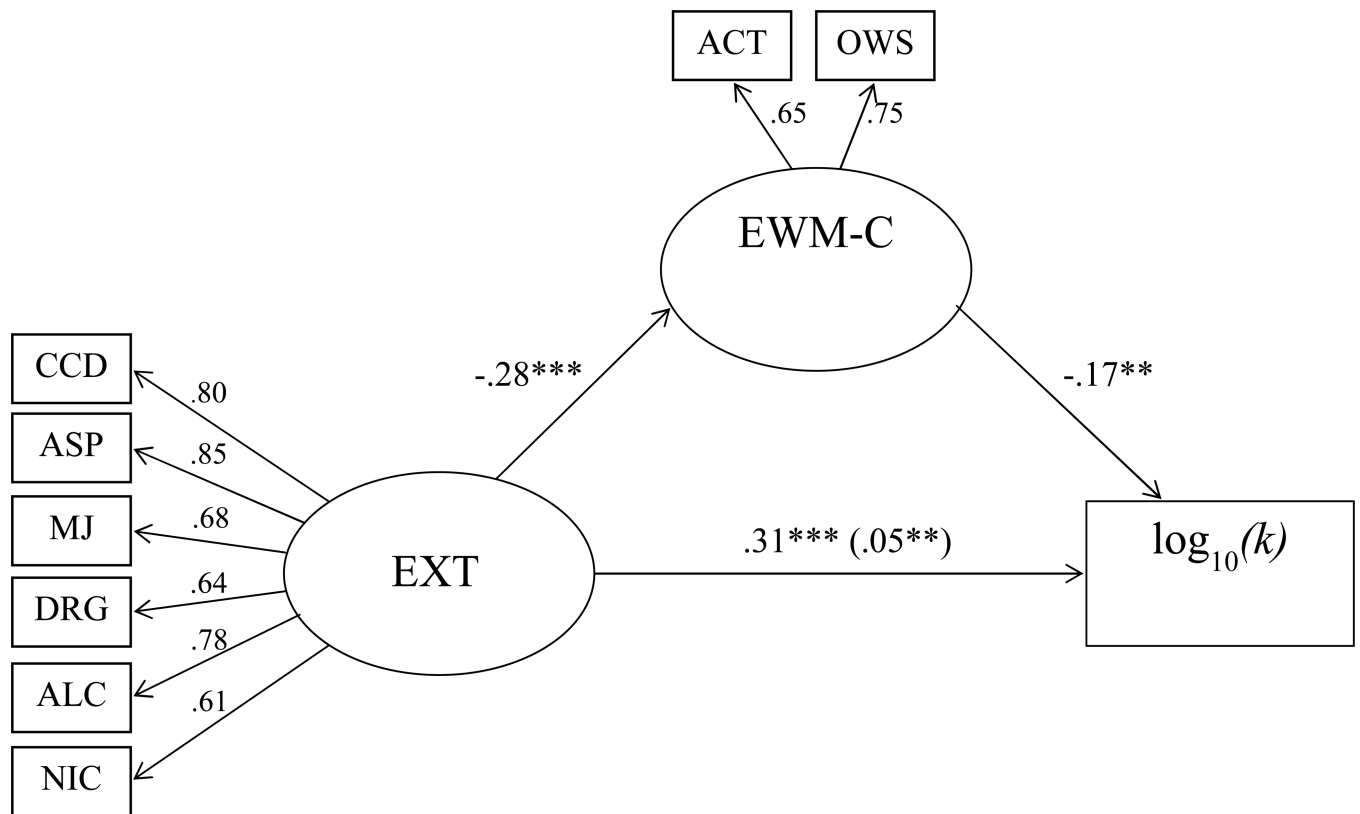 ACT
OWS
.65
.75
EWM-C
-.28***
-.17**
CCD
ASP
MJ
DRG
ALC
NIC
.80
.85
.68
.64
.78
.61
EXT
.31*** (.05**)
log10(k)